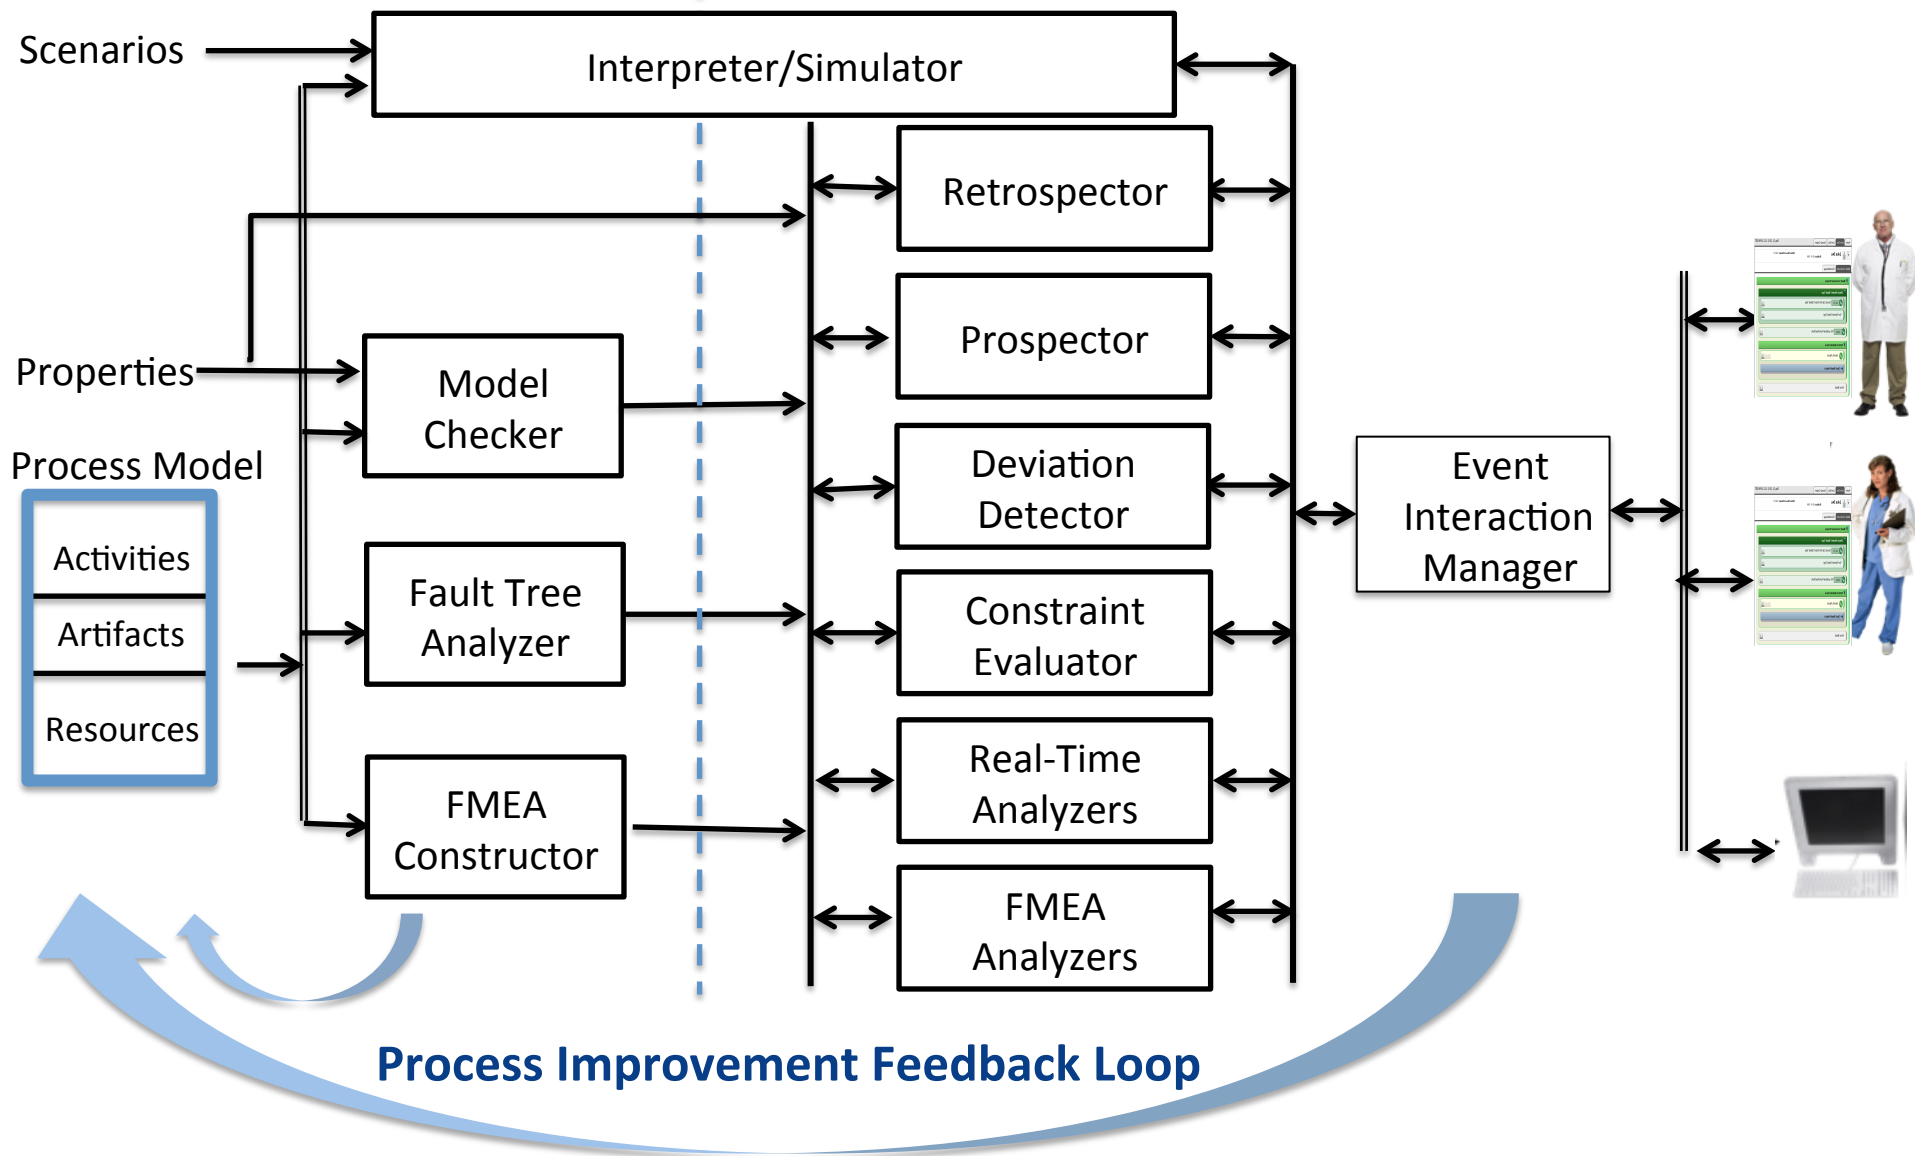 Scenarios
Interpreter/Simulator
Retrospector
Properties
Model
Checker
Prospector
Process Model
Activities
Artifacts
Resources
Deviation
Detector
Event
Interaction
Manager
Fault Tree
Analyzer
Constraint
Evaluator
FMEA
Constructor
Real-Time
Analyzers
FMEA
Analyzers
Process Improvement Feedback Loop